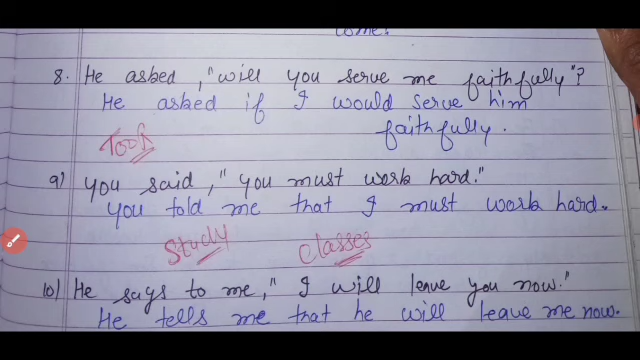 come.
8. He asked, "will you serve me faithfully"?
He asked if I would serve him
faithfully.
9) You said, "You must work hard."
You told me that I must work hard.
Study Classes
10) He says to me, "I will leave you now."
He tells me that he will leave me now.